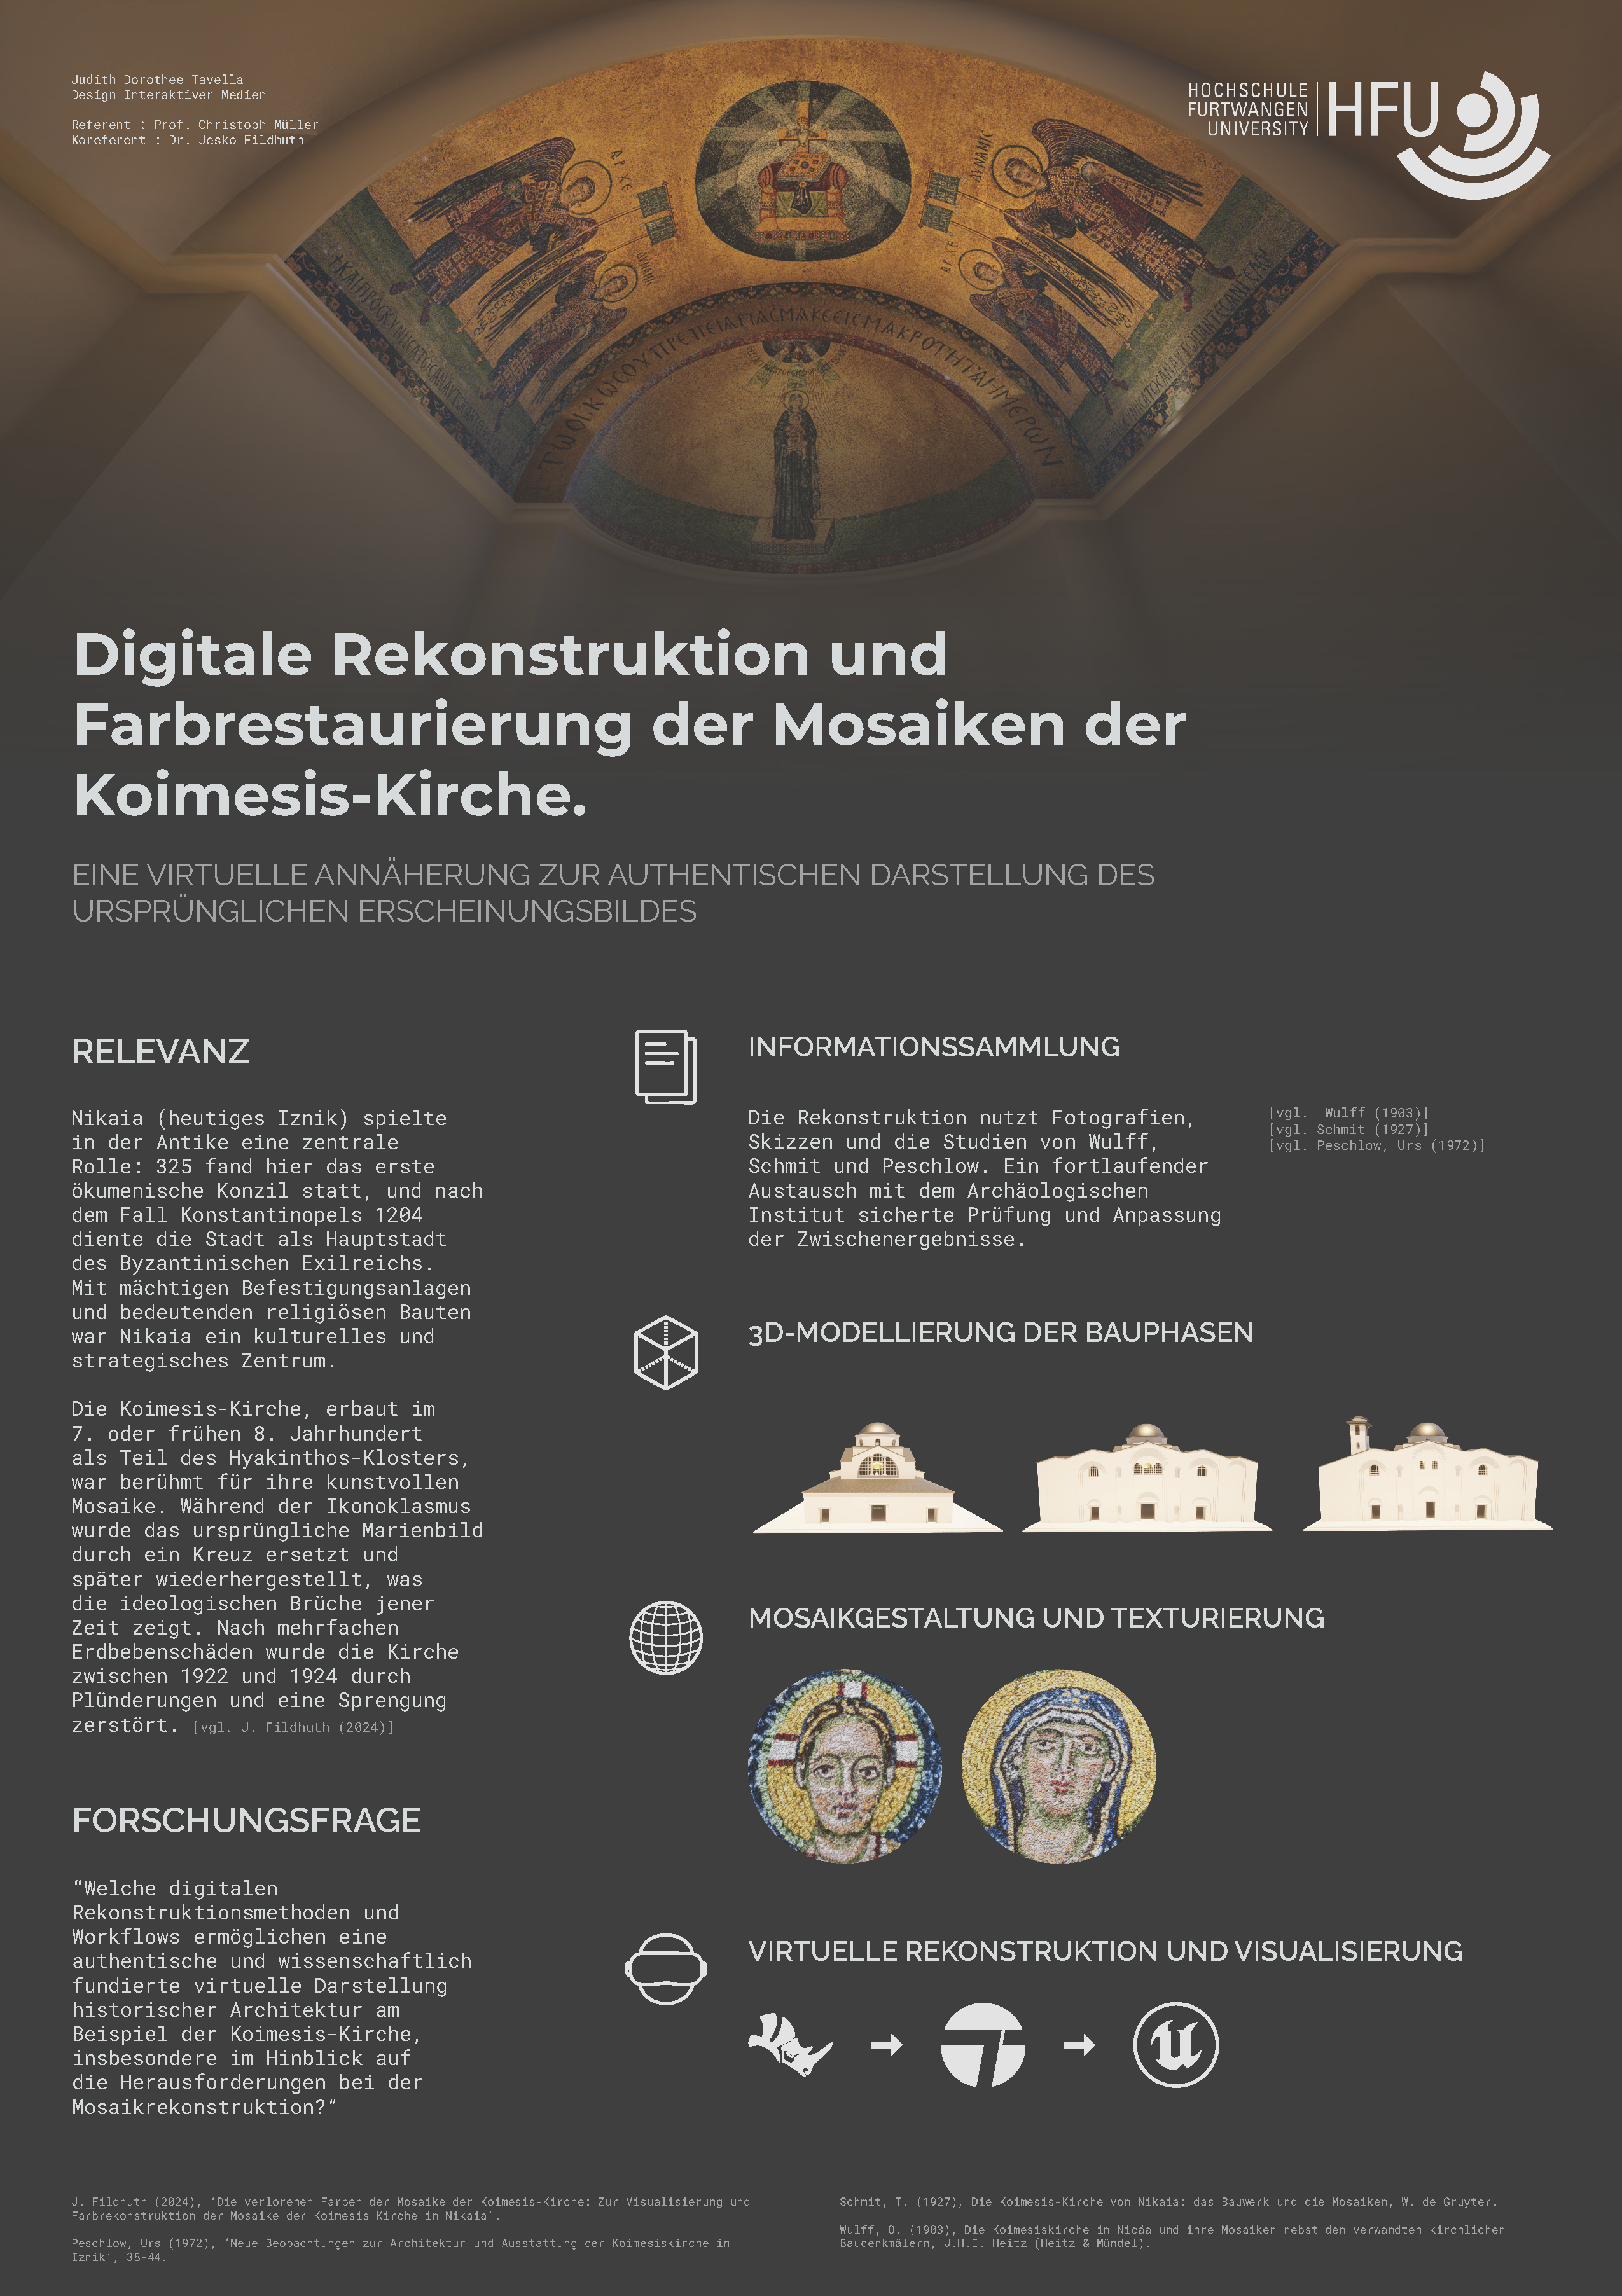 Judith Dorothee Tavella
Design Interaktiver Medien
Referent : Prof. Christoph Müller
Koreferent : Dr. Jesko Fildhuth
HOCHSCHULE
FURTWANGEN
UNIVERSITY
HFU
ΑΡΧΕ
ΔΥΝΑΜΙ
Digitale Rekonstruktion und
Farbrestaurierung der Mosaiken der
Koimesis-Kirche.
EINE VIRTUELLE ANNÄHERUNG ZUR AUTHENTISCHEN DARSTELLUNG DES
URSPRÜNGLICHEN ERSCHEINUNGSBILDES
RELEVANZ
Nikaia (heutiges Iznik) spielte
in der Antike eine zentrale
Rolle: 325 fand hier das erste
ökumenische Konzil statt, und nach
dem Fall Konstantinopels 1204
diente die Stadt als Hauptstadt
des Byzantinischen Exilreichs.
Mit mächtigen Befestigungsanlagen
und bedeutenden religiösen Bauten
war Nikaia ein kulturelles und
strategisches Zentrum.
Die Koimesis-Kirche, erbaut im
7. oder frühen 8. Jahrhundert
als Teil des Hyakinthos-Klosters,
war berühmt für ihre kunstvollen
Mosaike. Während der Ikonoklasmus
wurde das ursprüngliche Marienbild
durch ein Kreuz ersetzt und
später wiederhergestellt, was
die ideologischen Brüche jener
Zeit zeigt. Nach mehrfachen
Erdbebenschäden wurde die Kirche
zwischen 1922 und 1924 durch
Plünderungen und eine Sprengung
zerstört. [vgl. J. Fildhuth (2024)]
FORSCHUNGSFRAGE
“Welche digitalen
Rekonstruktionsmethoden und
Workflows ermöglichen eine
authentische und wissenschaftlich
fundierte virtuelle Darstellung
historischer Architektur am
Beispiel der Koimesis-Kirche,
insbesondere im Hinblick auf
die Herausforderungen bei der
Mosaikrekonstruktion?”
INFORMATIONSSAMMLUNG
Die Rekonstruktion nutzt Fotografien,
Skizzen und die Studien von Wulff,
Schmit und Peschlow. Ein fortlaufender
Austausch mit dem Archäologischen
Institut sicherte Prüfung und Anpassung
der Zwischenergebnisse.
[vgl. Wulff (1903)]
[vgl. Schmit (1927)]
[vgl. Peschlow, Urs (1972)]
3D-MODELLIERUNG DER BAUPHASEN
MOSAIKGESTALTUNG UND TEXTURIERUNG
VIRTUELLE REKONSTRUKTION UND VISUALISIERUNG
J. Fildhuth (2024), ‘Die verlorenen Farben der Mosaike der Koimesis-Kirche: Zur Visualisierung und
Farbrekonstruktion der Mosaike der Koimesis-Kirche in Nikaia’.
Peschlow, Urs (1972), ‘Neue Beobachtungen zur Architektur und Ausstattung der Koimesiskirche in
Iznik’, 38-44.
Schmit, T. (1927), Die Koimesis-Kirche von Nikaia: das Bauwerk und die Mosaiken, W. de Gruyter.
Wulff, O. (1903), Die Koimesiskirche in Nicäa und ihre Mosaiken nebst den verwandten kirchlichen
Baudenkmälern, J.H.E. Heitz (Heitz & Mündel).